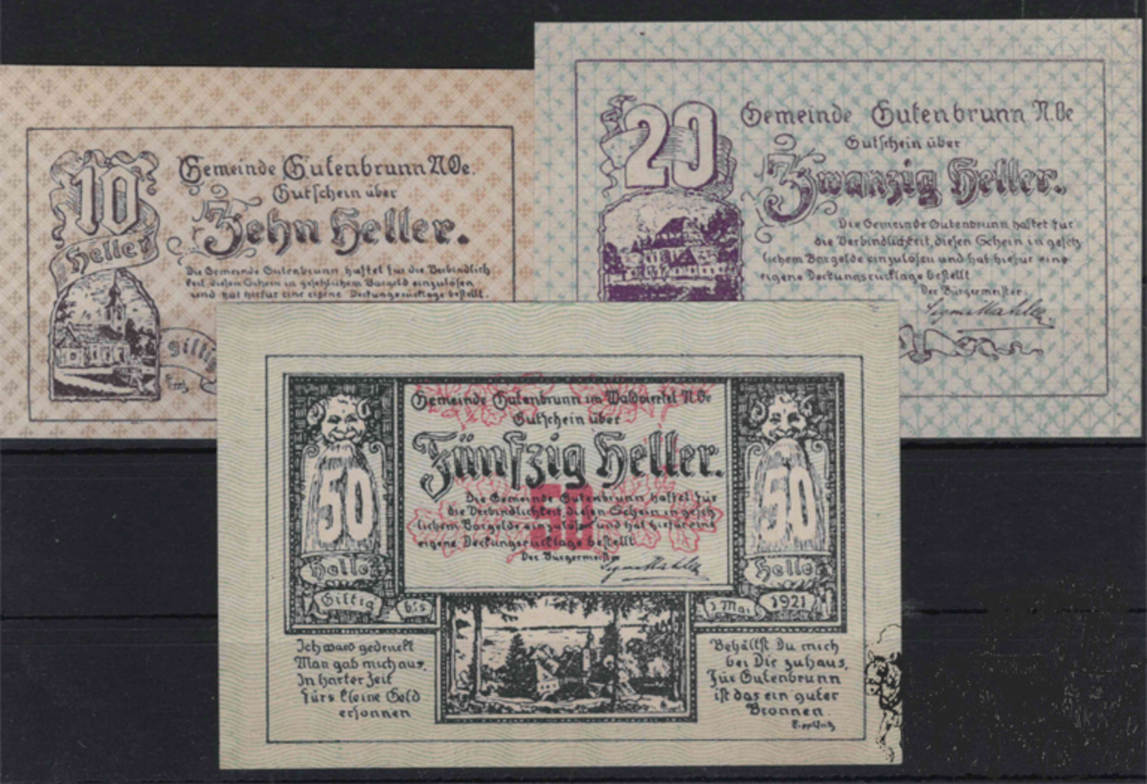 10
Heller
Gemeinde Gutenbrunn N.Oe.
Gutschein über
Zehn Heller.
Die Gemeinde Gutenbrunn haftet für die Verbindlich
keit diesen Schein in gesetzlichem Bargeld einzulösen
und hat hiefür eine eigene Deckungsrücklage bestellt.
giltig
20
Gemeinde Gutenbrunn N.Oe
Gutschein über
Zwanzig Heller.
Die Gemeinde Gutenbrunn haftet für
die Verbindlichkeit, diesen Schein in gesetz
lichem Bargelde einzulösen und hat hiefür eine
eigene Deckungsrücklage bestellt
Der Bürgermeister.
Gemeinde Gutenbrunn im Waldviertel N.Oe
Gutschein über
Fünfzig Heller.
50
Die Gemeinde Gutenbrunn haftet für
die Verbindlichkeit diesen Schein in gesetz
lichem Bargelde einzulösen und hat hiefür eine
eigene Deckungsrücklage bestellt
Der Bürgermeister
50
Heller
50
Heller
Giltig bis
1 Mai 1921
Ich ward gedruckt
Man gab mich aus,
In harter Zeit
fürs kleine Geld
ersonnen
Behältst Du mich
bei Dir zuhaus,
Für Gutenbrunn
ist das ein guter
Bronnen